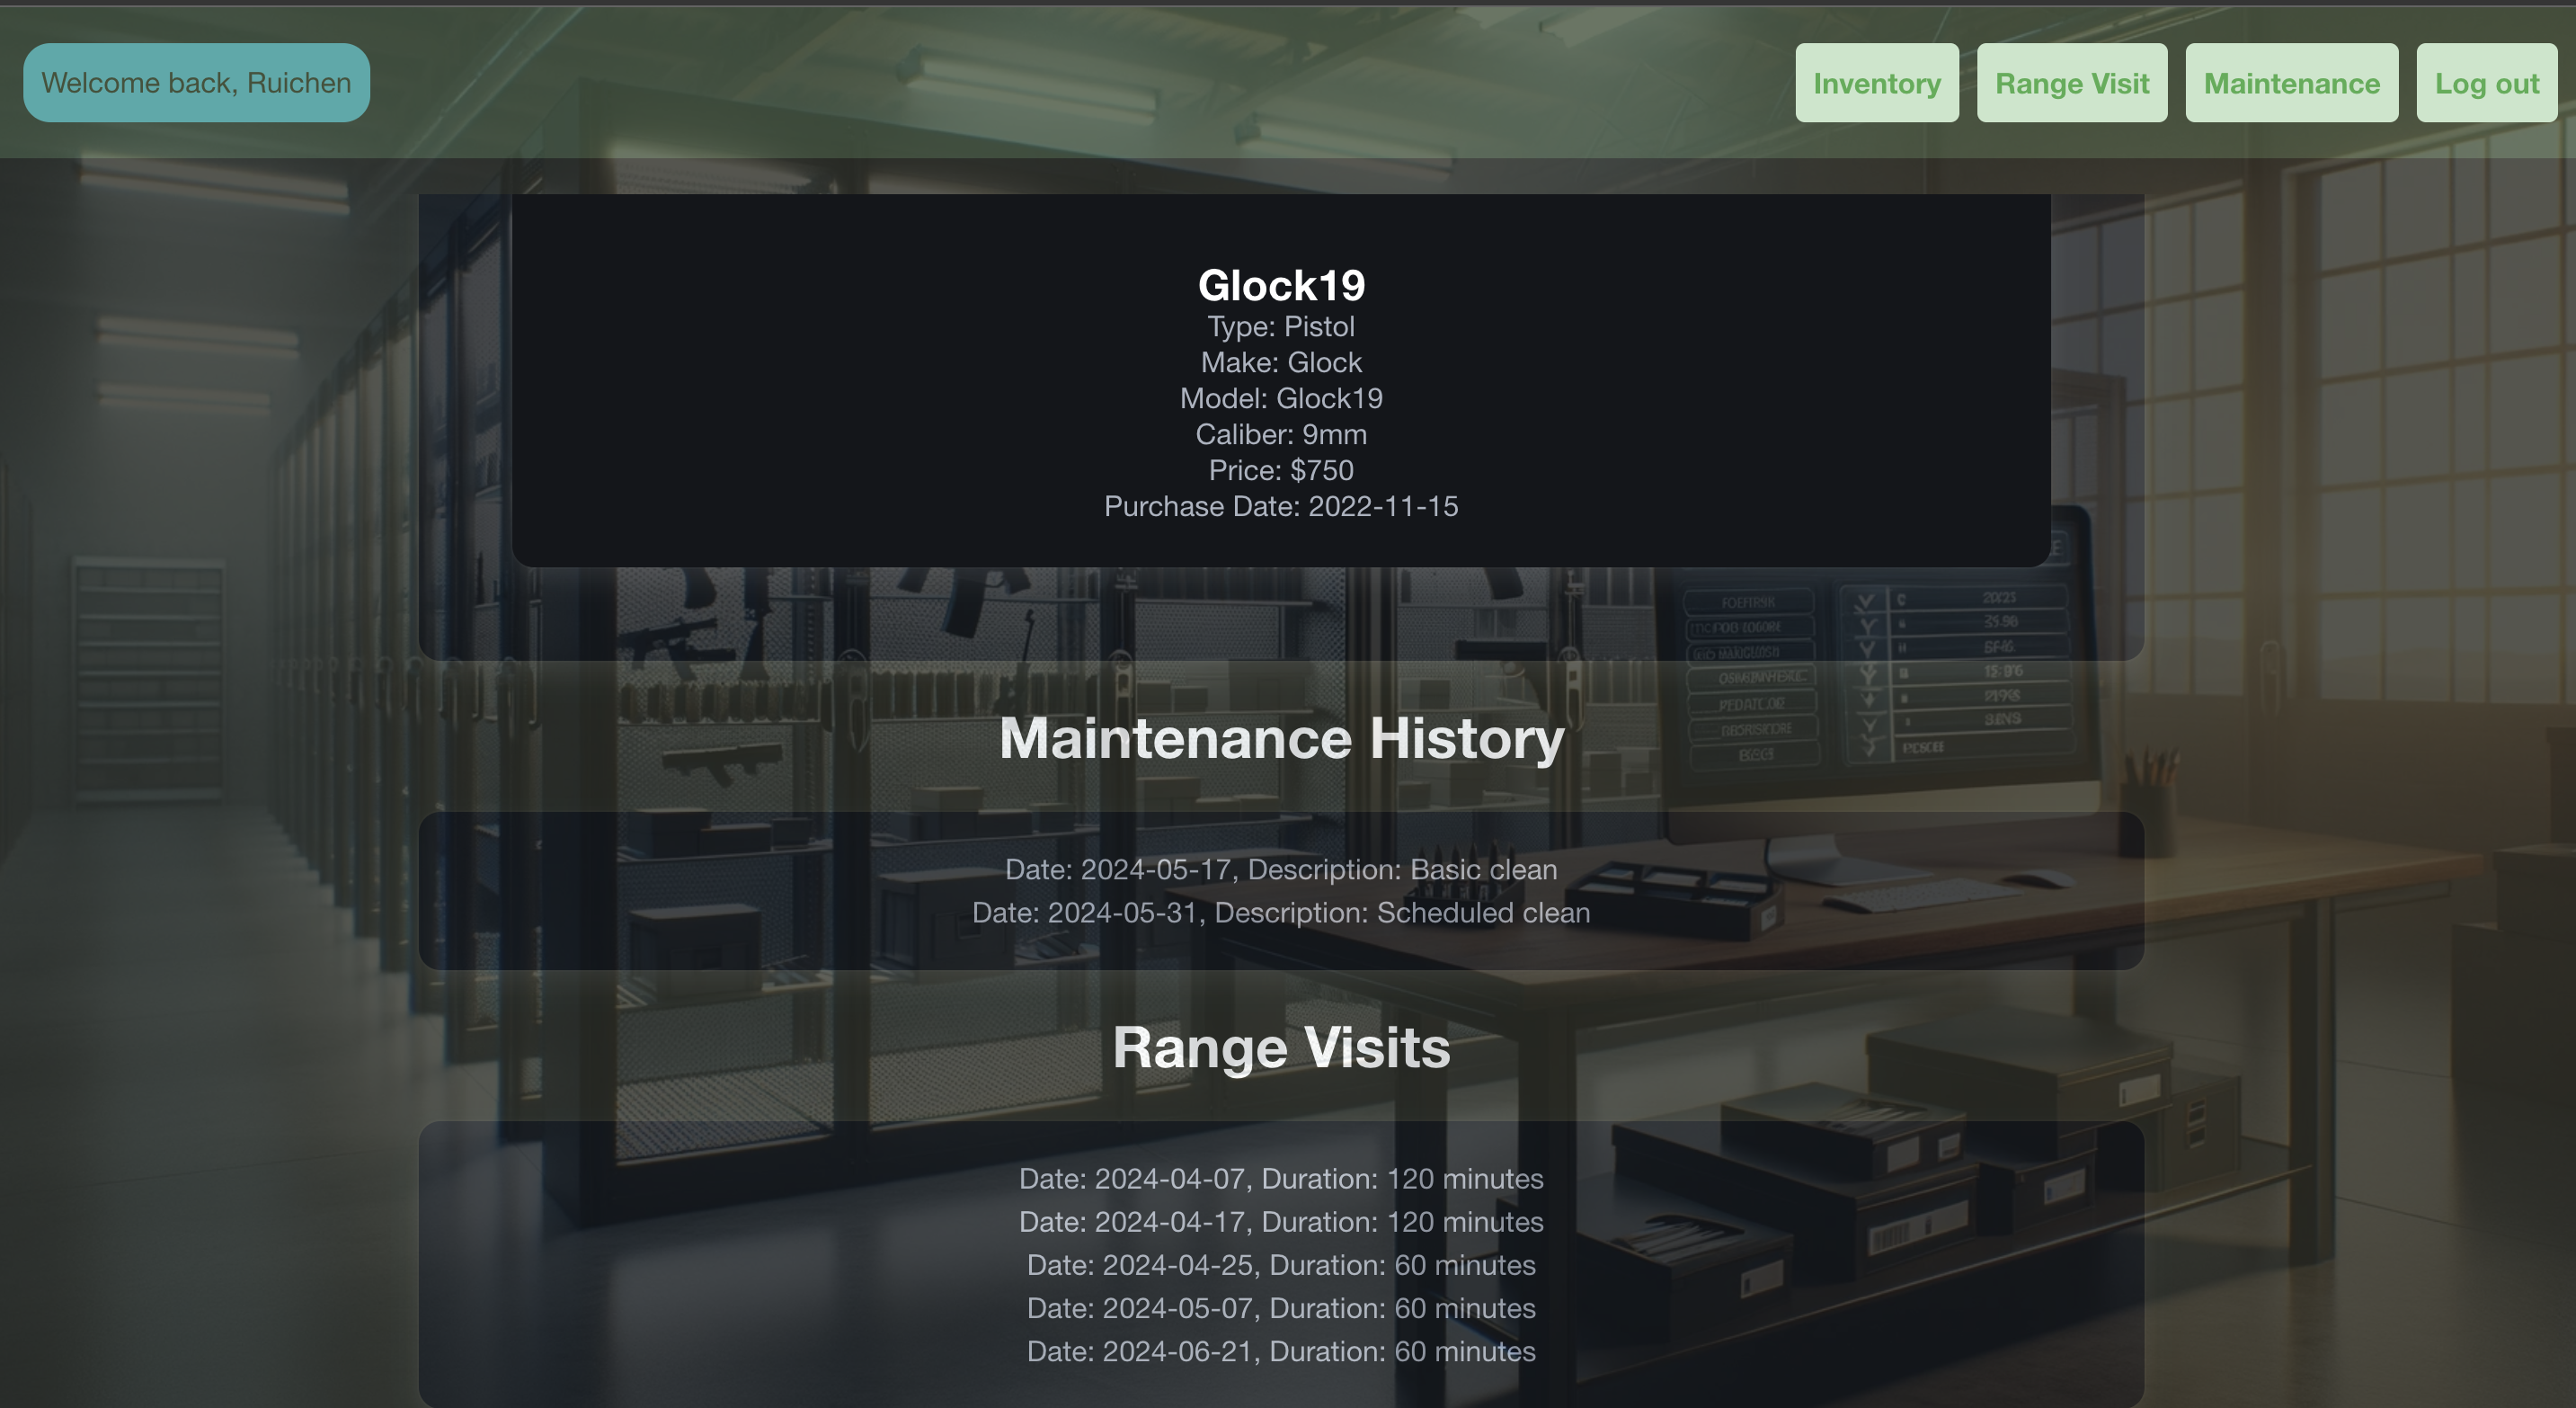 Welcome back, Ruichen
Inventory
Range Visit
Maintenance
Log out
Glock19
Type: Pistol
Make: Glock
Model: Glock19
Caliber: 9mm
Price: $750
Purchase Date: 2022-11-15
Maintenance History
Date: 2024-05-17, Description: Basic clean
Date: 2024-05-31, Description: Scheduled clean
Range Visits
Date: 2024-04-07, Duration: 120 minutes
Date: 2024-04-17, Duration: 120 minutes
Date: 2024-04-25, Duration: 60 minutes
Date: 2024-05-07, Duration: 60 minutes
Date: 2024-06-21, Duration: 60 minutes